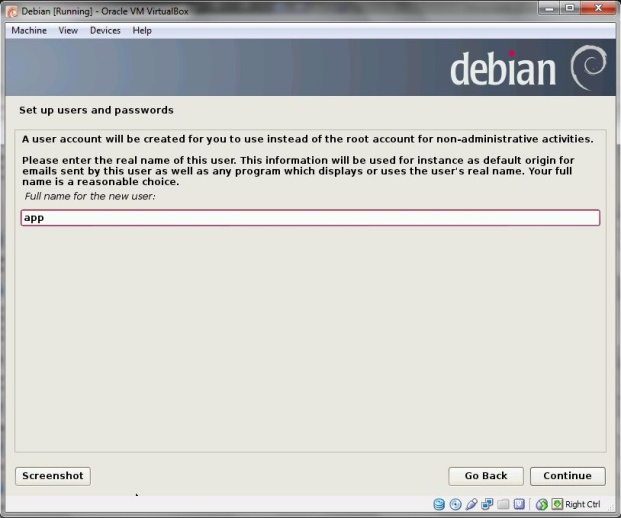 Debian [Running] - Oracle VM VirtualBox
Machine View Devices Help
debian
Set up users and passwords
A user account will be created for you to use instead of the root account for non-administrative activities.
Please enter the real name of this user. This information will be used for instance as default origin for
emails sent by this user as well as any program which displays or uses the user's real name. Your full
name is a reasonable choice.
Full name for the new user:
app
Screenshot Go Back Continue
Right Ctrl